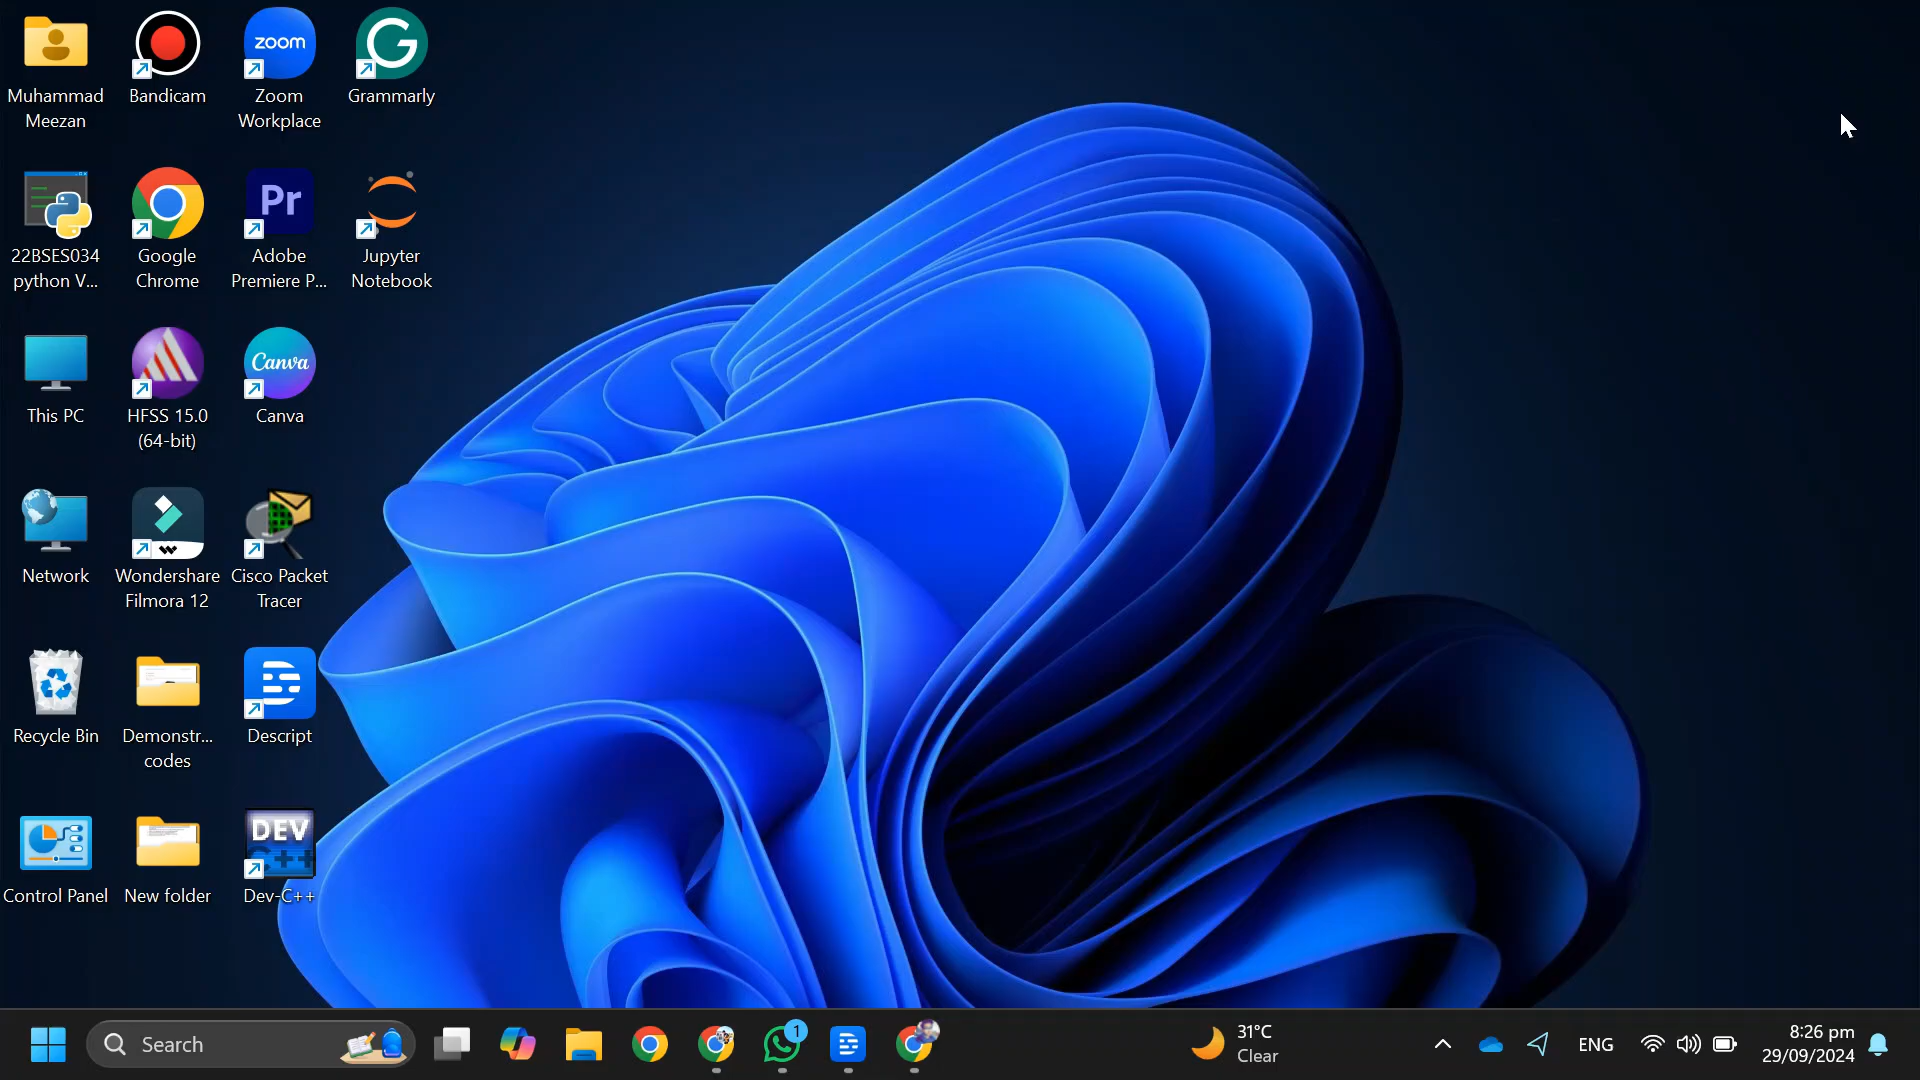 Muhammad
Meezan
Bandicam
zoom
Zoom
Workplace
Grammarly
22BSES034
python V...
Google
Chrome
Pr
Adobe
Premiere P...
Jupyter
Notebook
This PC
HFSS 15.0
(64-bit)
Canva
Canva
Network
Wondershare
Filmora 12
Cisco Packet
Tracer
Recycle Bin
Demonstr...
codes
Descript
Control Panel
New folder
DEV
C++
Dev-C++
Search
1
31°C
Clear
ENG
8:26 pm
29/09/2024